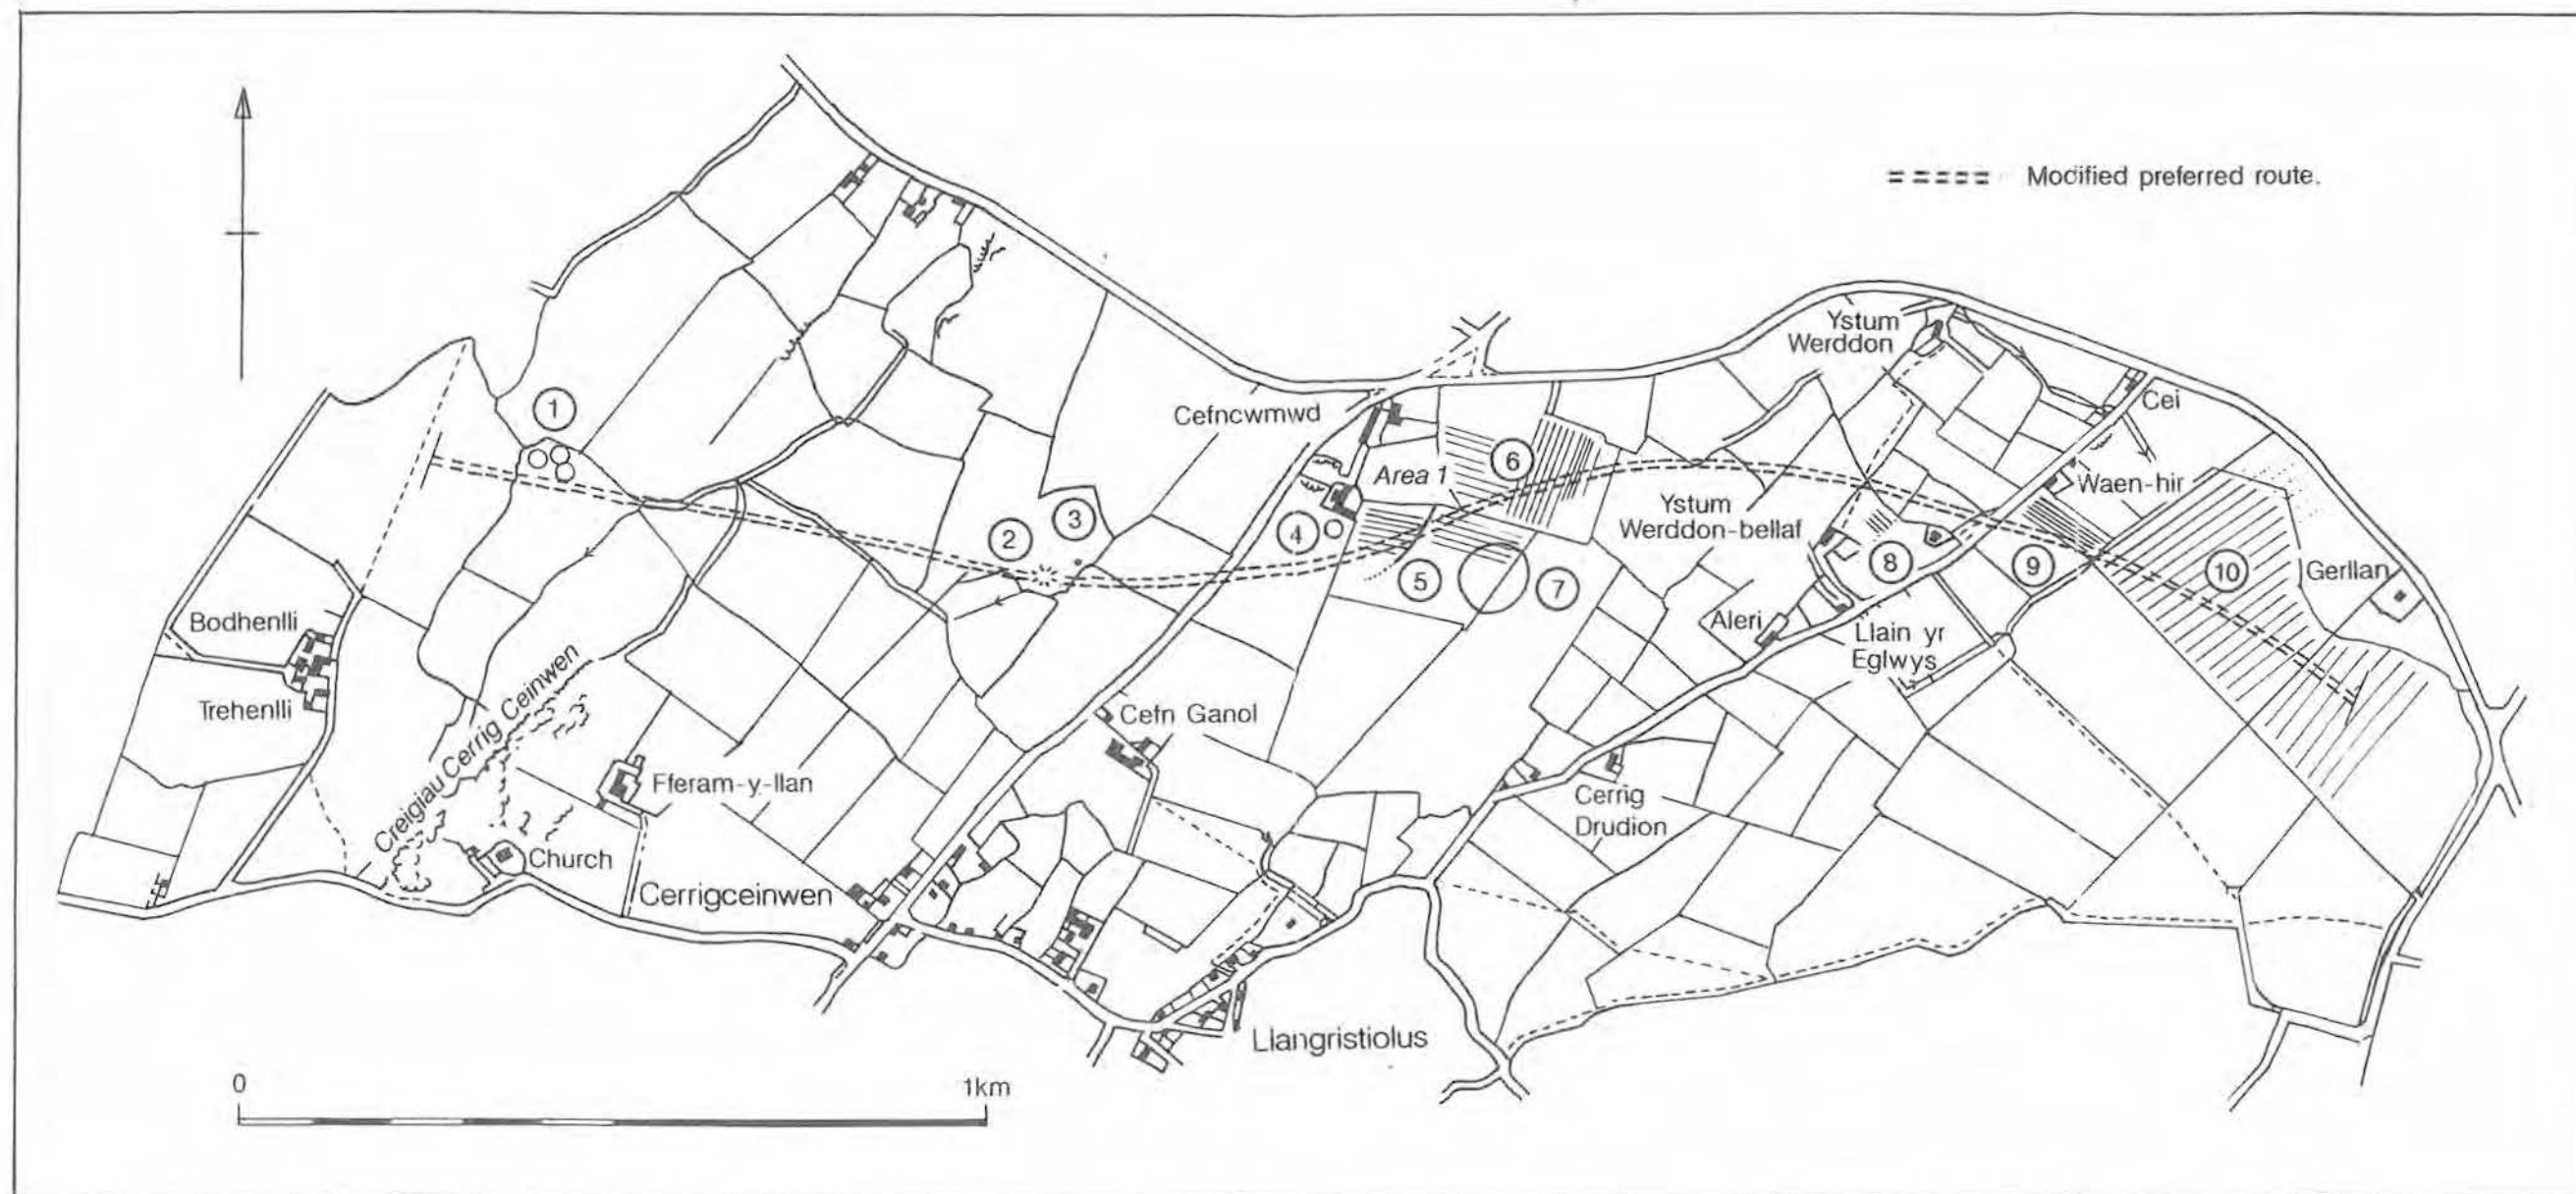 Modified preferred route.
Ystum
Werddon
1
Cei
Cefncwmwd
6
Area 1
Waen-hir
3
Ystum
Werddon-bellaf
2
4
5
7
8
9
10
Gerllan
Bodhenlli
Aleri
Llain yr
Eglwys
Trehenlli
Creigiau Cerrig Ceinwen
Cefn Ganol
Fferam-y-llan
Cerrig
Drudion
Church
Cerrigceinwen
Llangristiolus
0 1km